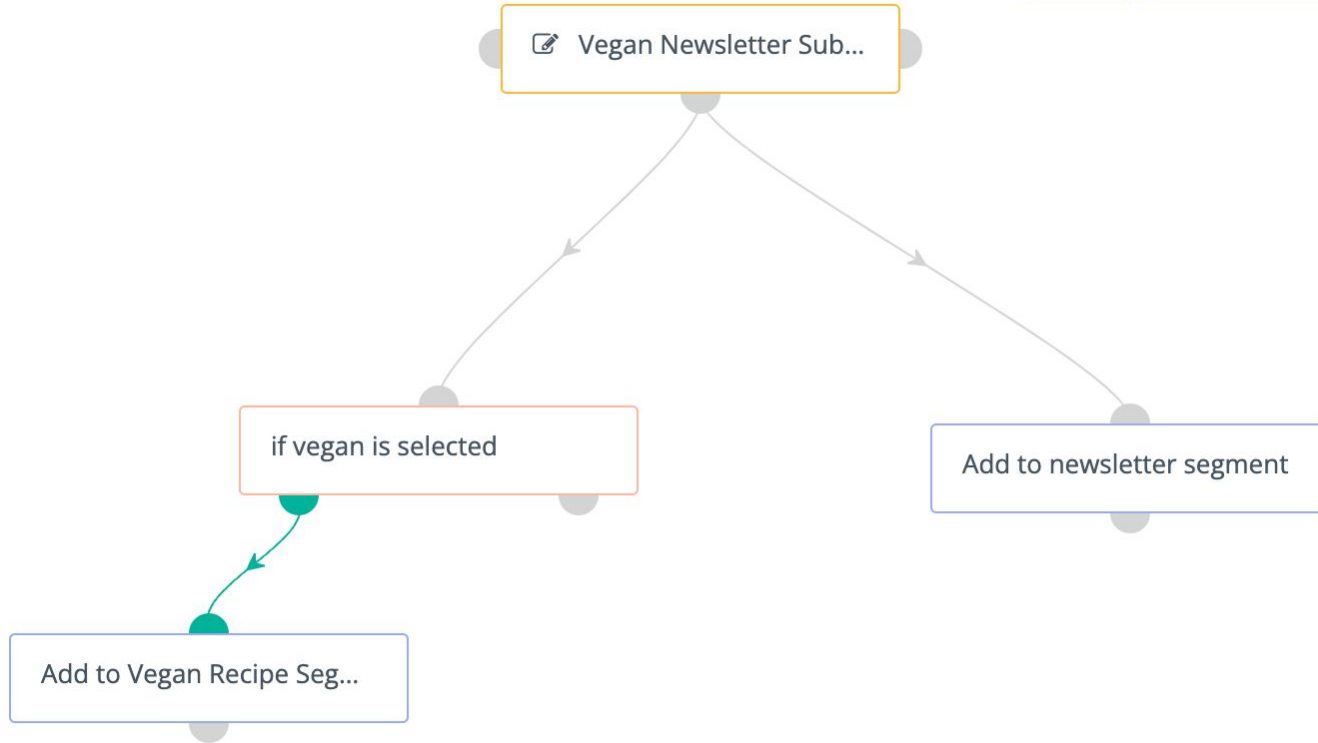 Vegan Newsletter Sub...
if vegan is selected
Add to newsletter segment
Add to Vegan Recipe Seg...